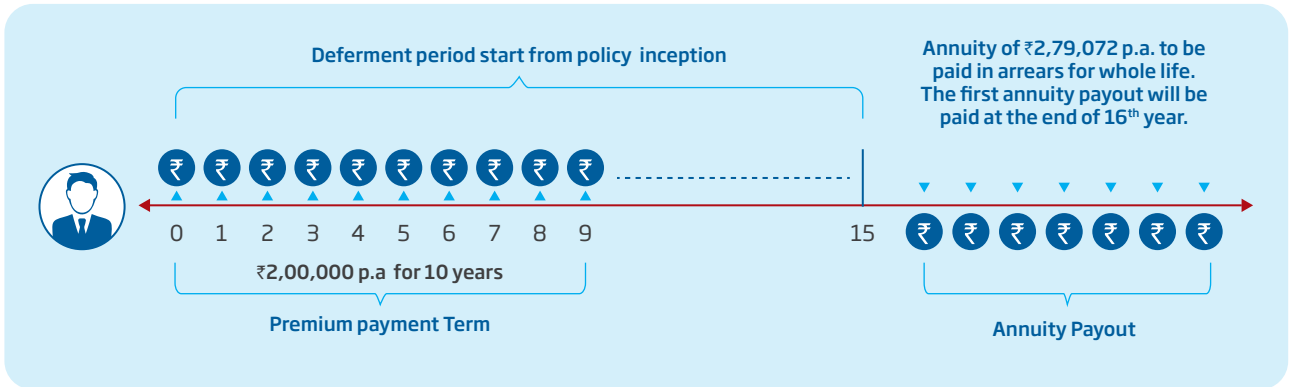 Deferment period start from policy inception
Annuity of ₹2,79,072 p.a. to be
paid in arrears for whole life.
The first annuity payout will be
paid at the end of 16th year.
₹ ₹ ₹ ₹ ₹ ₹ ₹ ₹ ₹ ₹
0 1 2 3 4 5 6 7 8 9 15
₹ ₹ ₹ ₹ ₹ ₹ ₹
₹2,00,000 p.a for 10 years
Premium payment Term
Annuity Payout